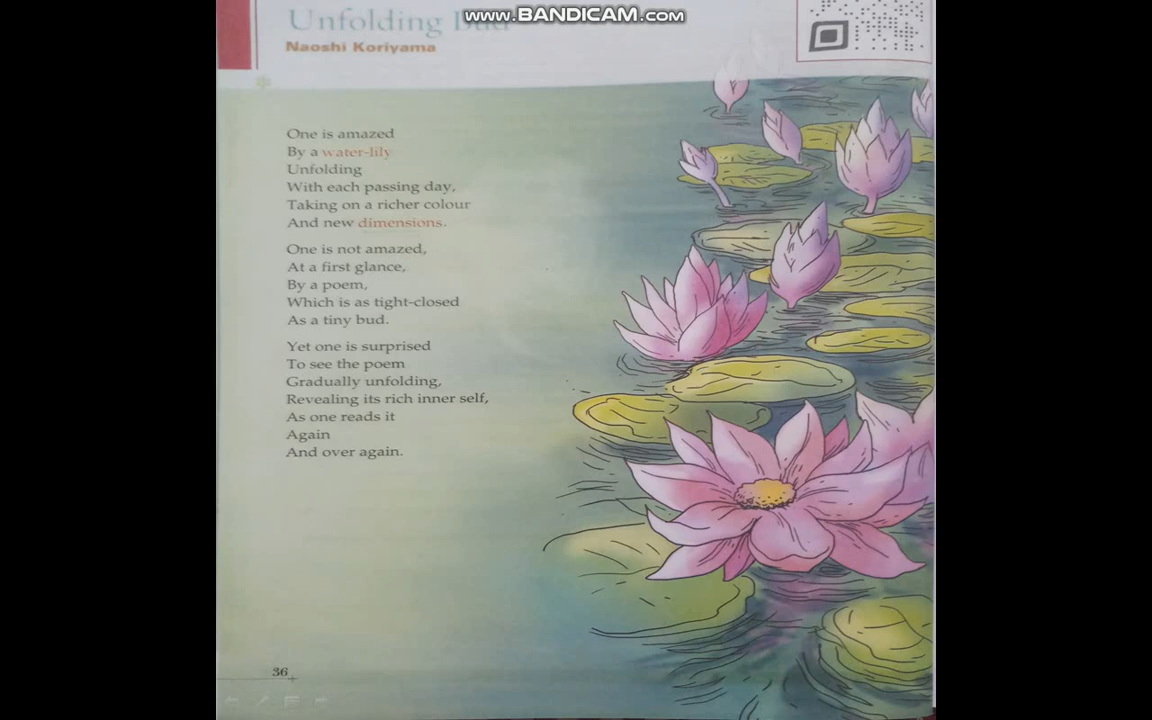 www.BANDICAM.com
Unfolding Bud
Naoshi Koriyama
One is amazed
By a water-lily
Unfolding
With each passing day,
Taking on a richer colour
And new dimensions.
One is not amazed,
At a first glance,
By a poem,
Which is as tight-closed
As a tiny bud.
Yet one is surprised
To see the poem
Gradually unfolding,
Revealing its rich inner self,
As one reads it
Again
And over again.
36